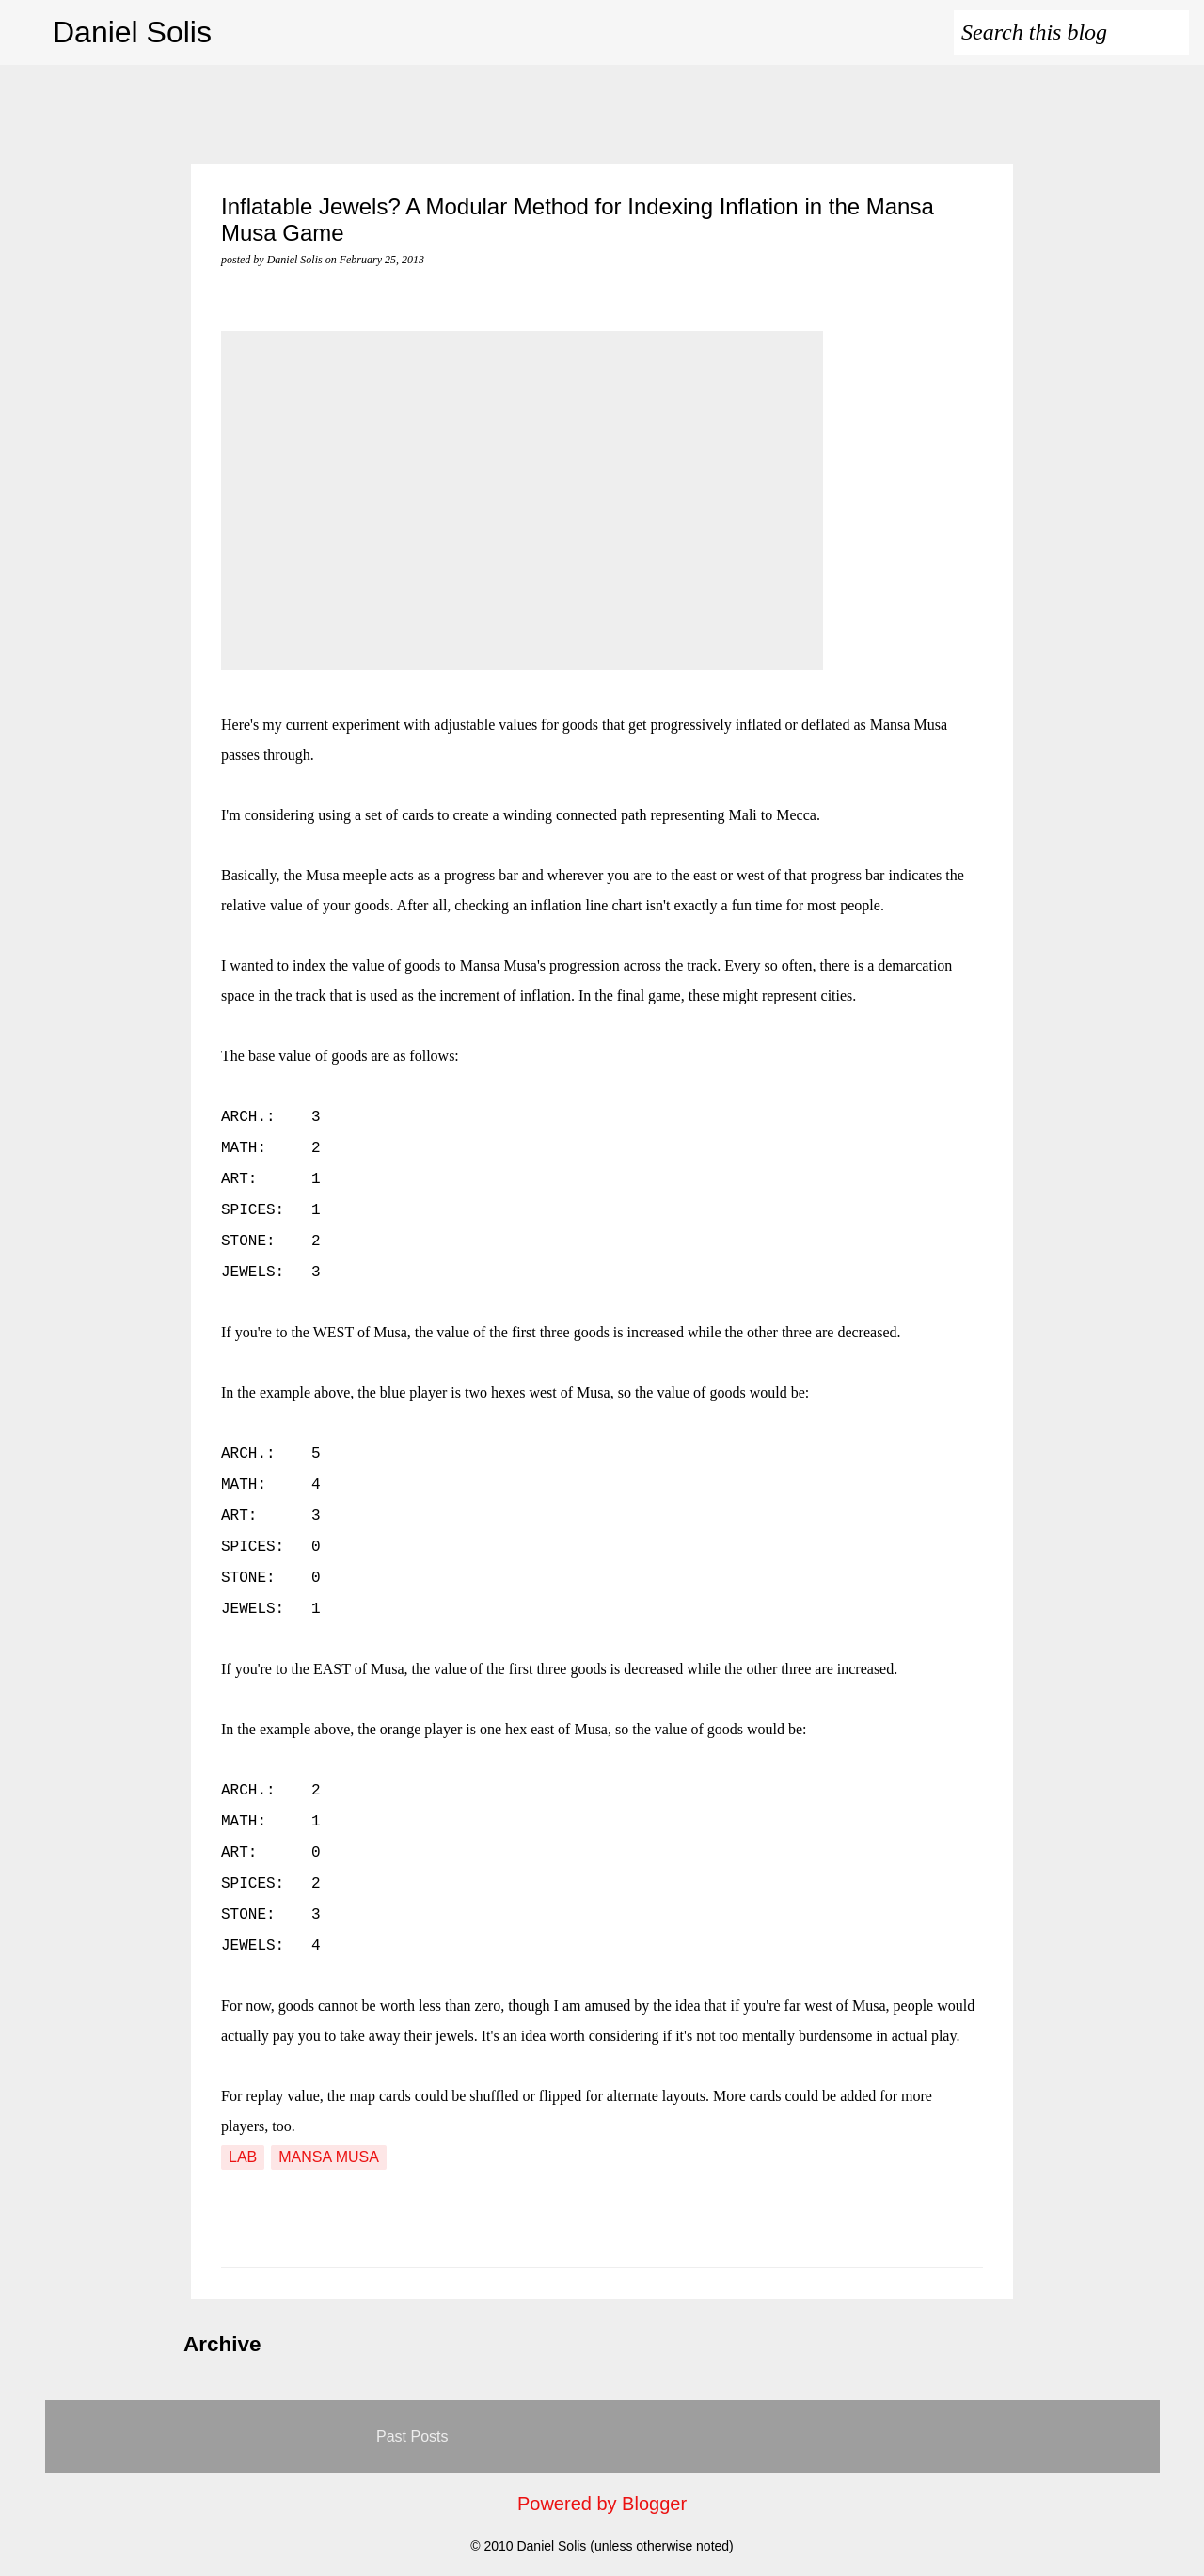 Daniel Solis
Search this blog
Inflatable Jewels? A Modular Method for Indexing Inflation in the Mansa
Musa Game
posted by Daniel Solis on February 25, 2013
Here's my current experiment with adjustable values for goods that get progressively inflated or deflated as Mansa Musa
passes through.
I'm considering using a set of cards to create a winding connected path representing Mali to Mecca.
Basically, the Musa meeple acts as a progress bar and wherever you are to the east or west of that progress bar indicates the
relative value of your goods. After all, checking an inflation line chart isn't exactly a fun time for most people.
I wanted to index the value of goods to Mansa Musa's progression across the track. Every so often, there is a demarcation
space in the track that is used as the increment of inflation. In the final game, these might represent cities.
The base value of goods are as follows:
ARCH.:    3
MATH:     2
ART:      1
SPICES:   1
STONE:    2
JEWELS:   3
If you're to the WEST of Musa, the value of the first three goods is increased while the other three are decreased.
In the example above, the blue player is two hexes west of Musa, so the value of goods would be:
ARCH.:    5
MATH:     4
ART:      3
SPICES:   0
STONE:    0
JEWELS:   1
If you're to the EAST of Musa, the value of the first three goods is decreased while the other three are increased.
In the example above, the orange player is one hex east of Musa, so the value of goods would be:
ARCH.:    2
MATH:     1
ART:      0
SPICES:   2
STONE:    3
JEWELS:   4
For now, goods cannot be worth less than zero, though I am amused by the idea that if you're far west of Musa, people would
actually pay you to take away their jewels. It's an idea worth considering if it's not too mentally burdensome in actual play.
For replay value, the map cards could be shuffled or flipped for alternate layouts. More cards could be added for more
players, too.
LAB MANSA MUSA
Archive
Past Posts
Powered by Blogger
© 2010 Daniel Solis (unless otherwise noted)